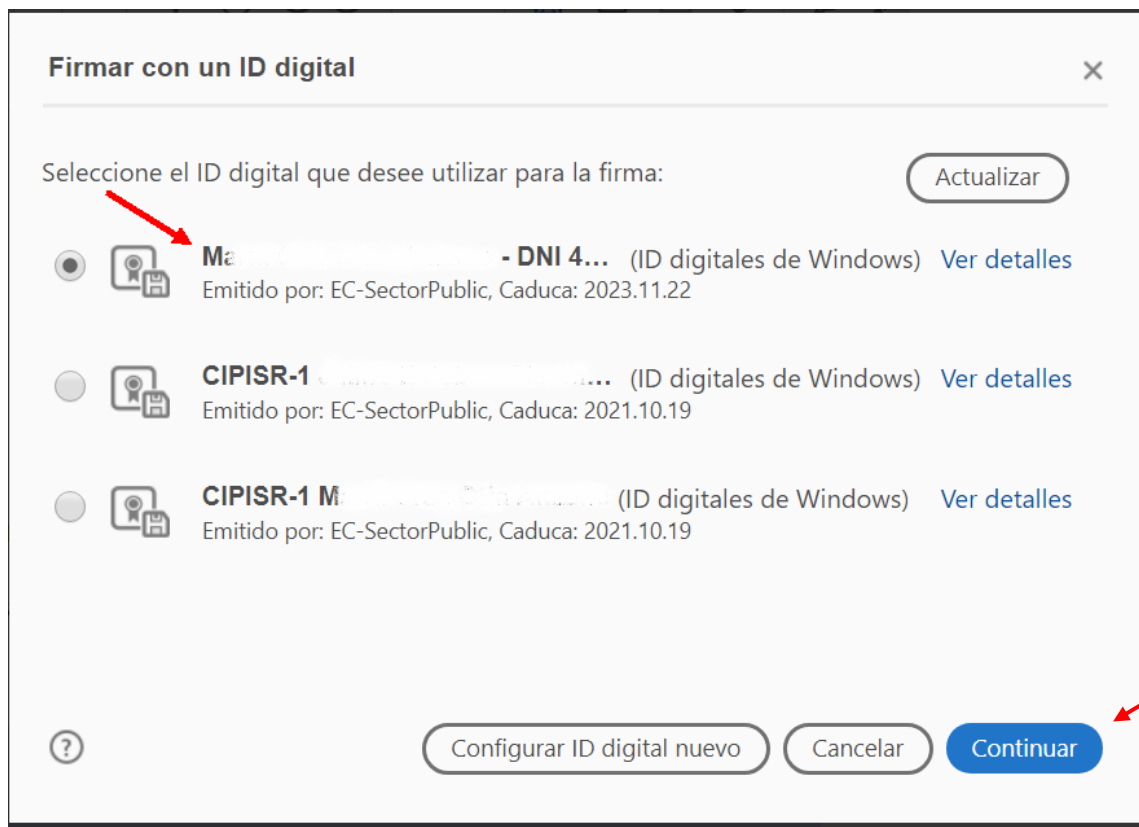 Firmar con un ID digital
Seleccione el ID digital que desee utilizar para la firma:
Actualizar
- DNI 4... (ID digitales de Windows) Ver detalles
Emitido por: EC-SectorPublic, Caduca: 2023.11.22
CIPISR-1 ... (ID digitales de Windows) Ver detalles
Emitido por: EC-SectorPublic, Caduca: 2021.10.19
CIPISR-1 M (ID digitales de Windows) Ver detalles
Emitido por: EC-SectorPublic, Caduca: 2021.10.19
? Configurar ID digital nuevo Cancelar Continuar